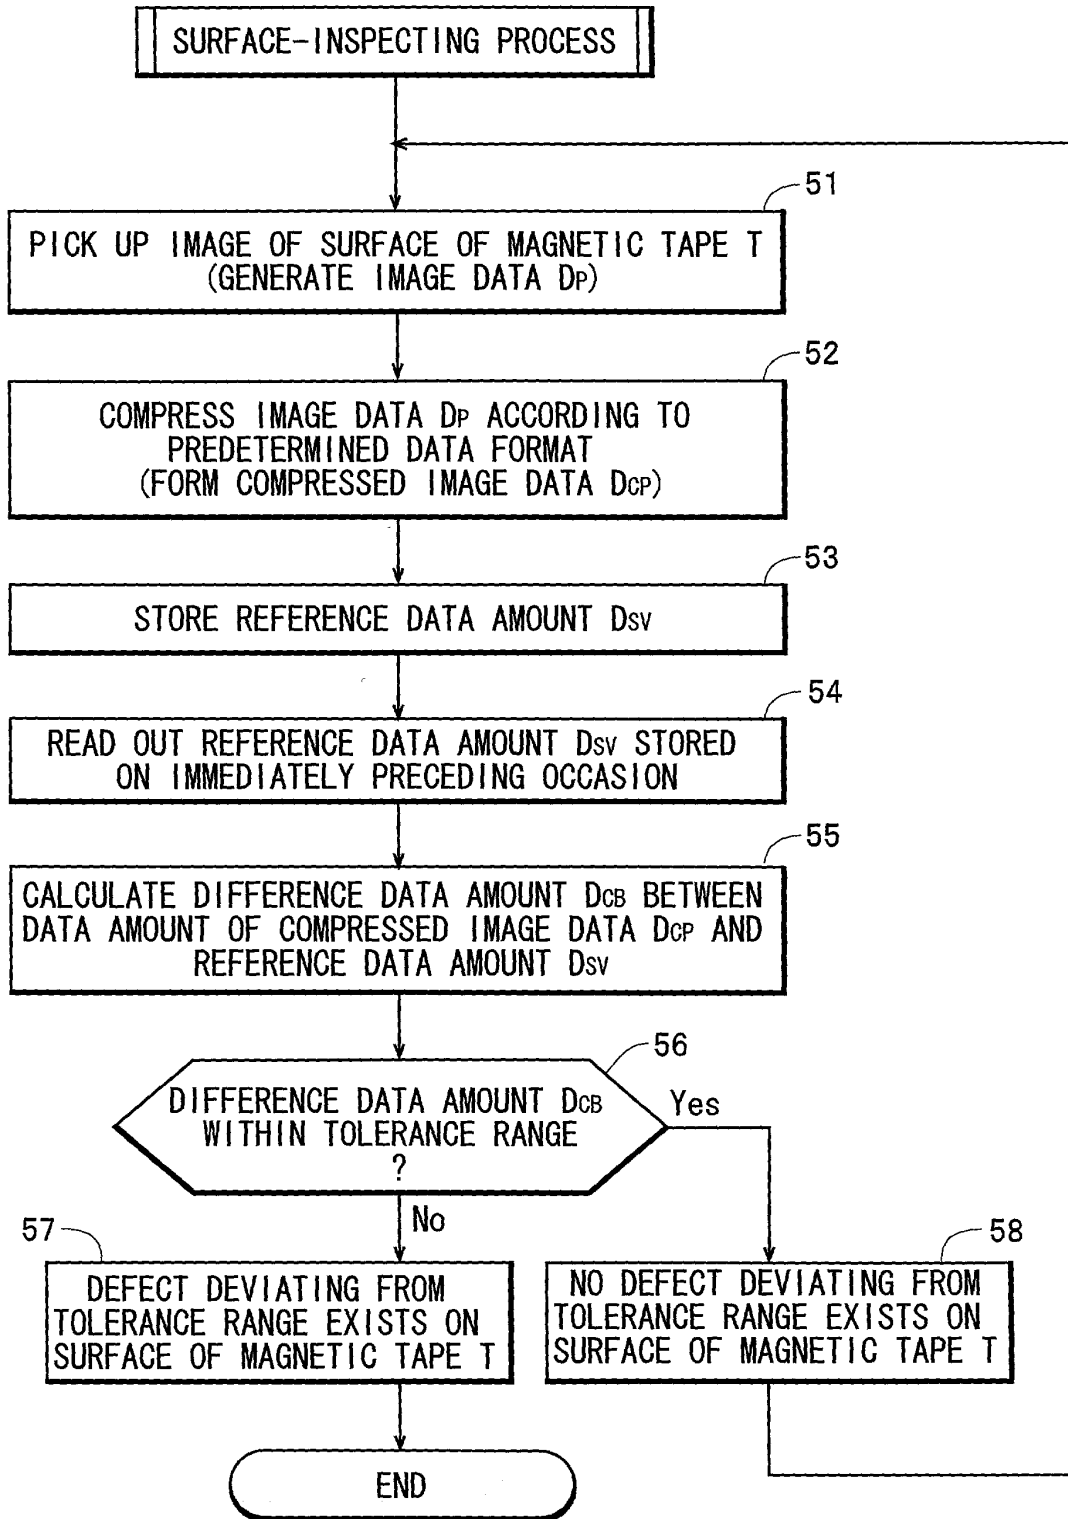 SURFACE-INSPECTING PROCESS
51
PICK UP IMAGE OF SURFACE OF MAGNETIC TAPE T
(GENERATE IMAGE DATA DP)
52
COMPRESS IMAGE DATA DP ACCORDING TO
PREDETERMINED DATA FORMAT
(FORM COMPRESSED IMAGE DATA DCP)
53
STORE REFERENCE DATA AMOUNT DSV
54
READ OUT REFERENCE DATA AMOUNT DSV STORED
ON IMMEDIATELY PRECEDING OCCASION
55
CALCULATE DIFFERENCE DATA AMOUNT DCB BETWEEN
DATA AMOUNT OF COMPRESSED IMAGE DATA DCP AND
REFERENCE DATA AMOUNT DSV
56
DIFFERENCE DATA AMOUNT DCB
WITHIN TOLERANCE RANGE
?
Yes
No
57
DEFECT DEVIATING FROM
TOLERANCE RANGE EXISTS ON
SURFACE OF MAGNETIC TAPE T
58
NO DEFECT DEVIATING FROM
TOLERANCE RANGE EXISTS ON
SURFACE OF MAGNETIC TAPE T
END